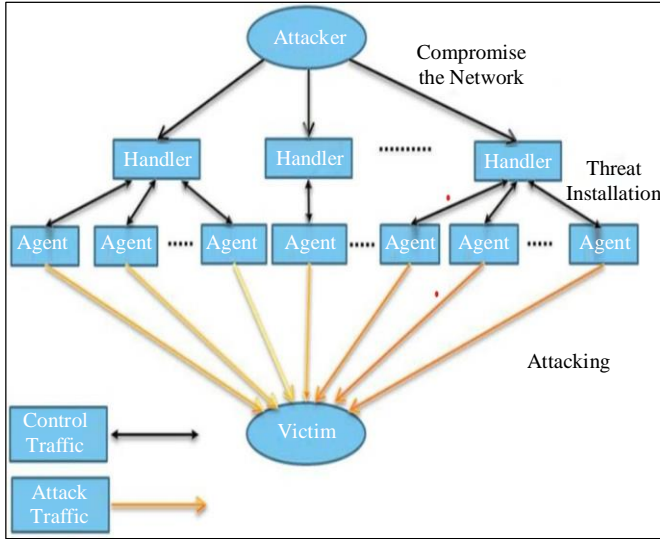 Attacker
Compromise
the Network
Handler
Handler
Handler
Threat
Installation
Agent
Agent
Agent
Agent
Agent
Agent
Agent
Attacking
Victim
Control
Traffic
Attack
Traffic